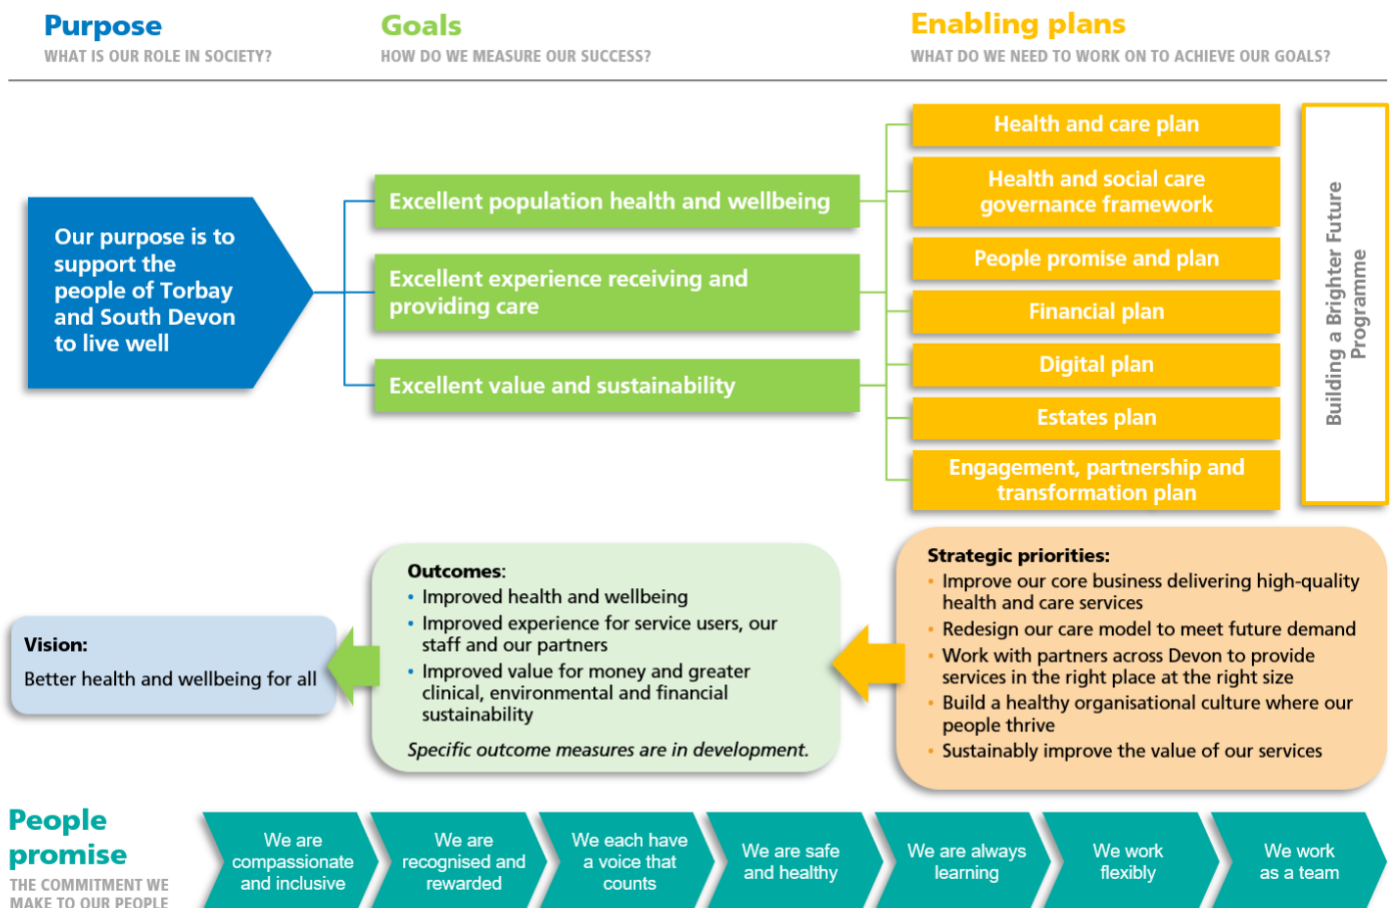 Purpose
WHAT IS OUR ROLE IN SOCIETY?
Goals
HOW DO WE MEASURE OUR SUCCESS?
Enabling plans
WHAT DO WE NEED TO WORK ON TO ACHIEVE OUR GOALS?
Our purpose is to
support the
people of Torbay
and South Devon
to live well
Excellent population health and wellbeing
Excellent experience receiving and
providing care
Excellent value and sustainability
Health and care plan
Health and social care
governance framework
People promise and plan
Financial plan
Digital plan
Estates plan
Engagement, partnership and
transformation plan
Building a Brighter Future
Programme
Vision:
Better health and wellbeing for all
Outcomes:
• Improved health and wellbeing
• Improved experience for service users, our
staff and our partners
• Improved value for money and greater
clinical, environmental and financial
sustainability
Specific outcome measures are in development.
Strategic priorities:
• Improve our core business delivering high-quality
health and care services
• Redesign our care model to meet future demand
• Work with partners across Devon to provide
services in the right place at the right size
• Build a healthy organisational culture where our
people thrive
• Sustainably improve the value of our services
People
promise
THE COMMITMENT WE
MAKE TO OUR PEOPLE
We are
compassionate
and inclusive
We are
recognised and
rewarded
We each have
a voice that
counts
We are safe
and healthy
We are always
learning
We work
flexibly
We work
as a team